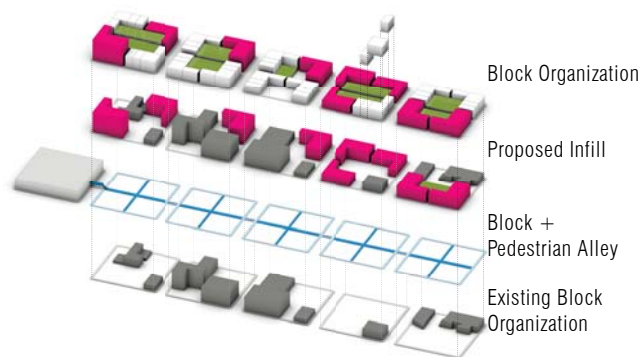 Block Organization
Proposed Infill
Block +
Pedestrian Alley
Existing Block
Organization